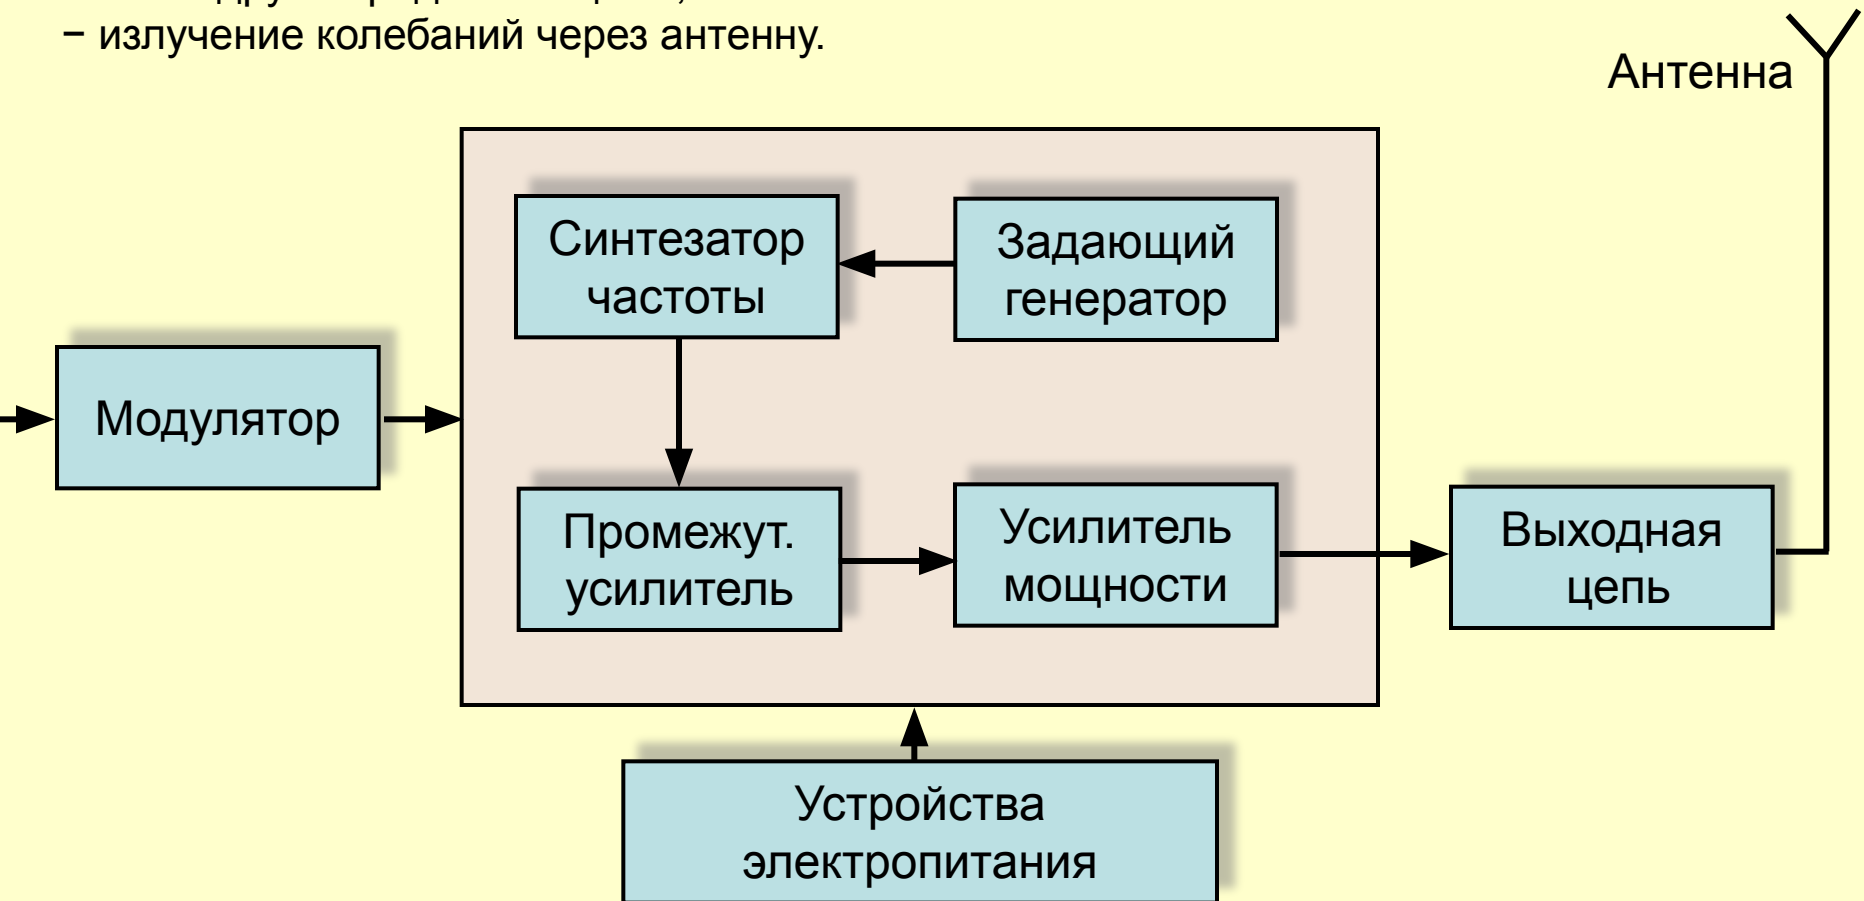 − излучение колебаний через антенну.
Антенна
Синтезатор
частоты
Задающий
генератор
Модулятор
Промежут.
усилитель
Усилитель
мощности
Выходная
цепь
Устройства
электропитания